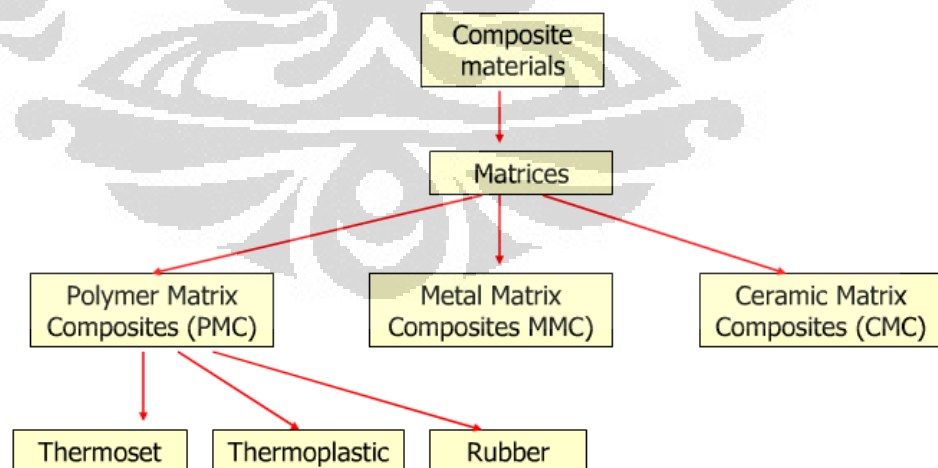 Composite
materials
Matrices
Polymer Matrix
Composites (PMC)
Metal Matrix
Composites MMC)
Ceramic Matrix
Composites (CMC)
Thermoset
Thermoplastic
Rubber